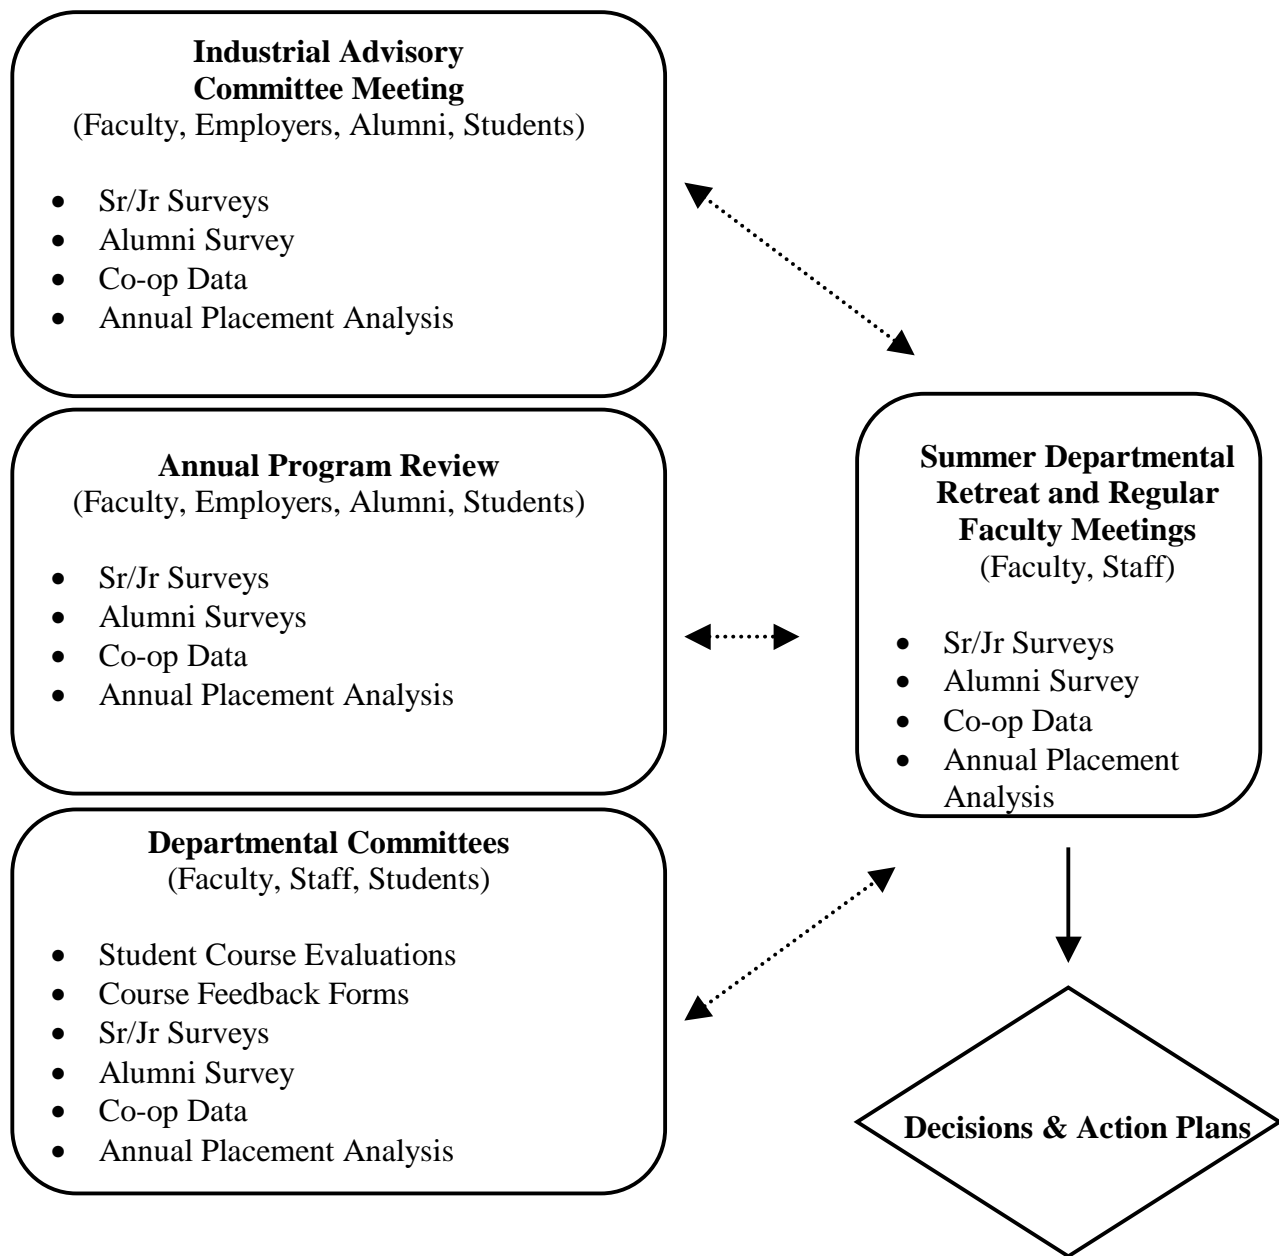 Industrial Advisory
Committee Meeting
(Faculty, Employers, Alumni, Students)
• Sr/Jr Surveys
• Alumni Survey
• Co-op Data
• Annual Placement Analysis
Annual Program Review
(Faculty, Employers, Alumni, Students)
• Sr/Jr Surveys
• Alumni Surveys
• Co-op Data
• Annual Placement Analysis
Departmental Committees
(Faculty, Staff, Students)
• Student Course Evaluations
• Course Feedback Forms
• Sr/Jr Surveys
• Alumni Survey
• Co-op Data
• Annual Placement Analysis
Summer Departmental
Retreat and Regular
Faculty Meetings
(Faculty, Staff)
• Sr/Jr Surveys
• Alumni Survey
• Co-op Data
• Annual Placement
Analysis
Decisions & Action Plans